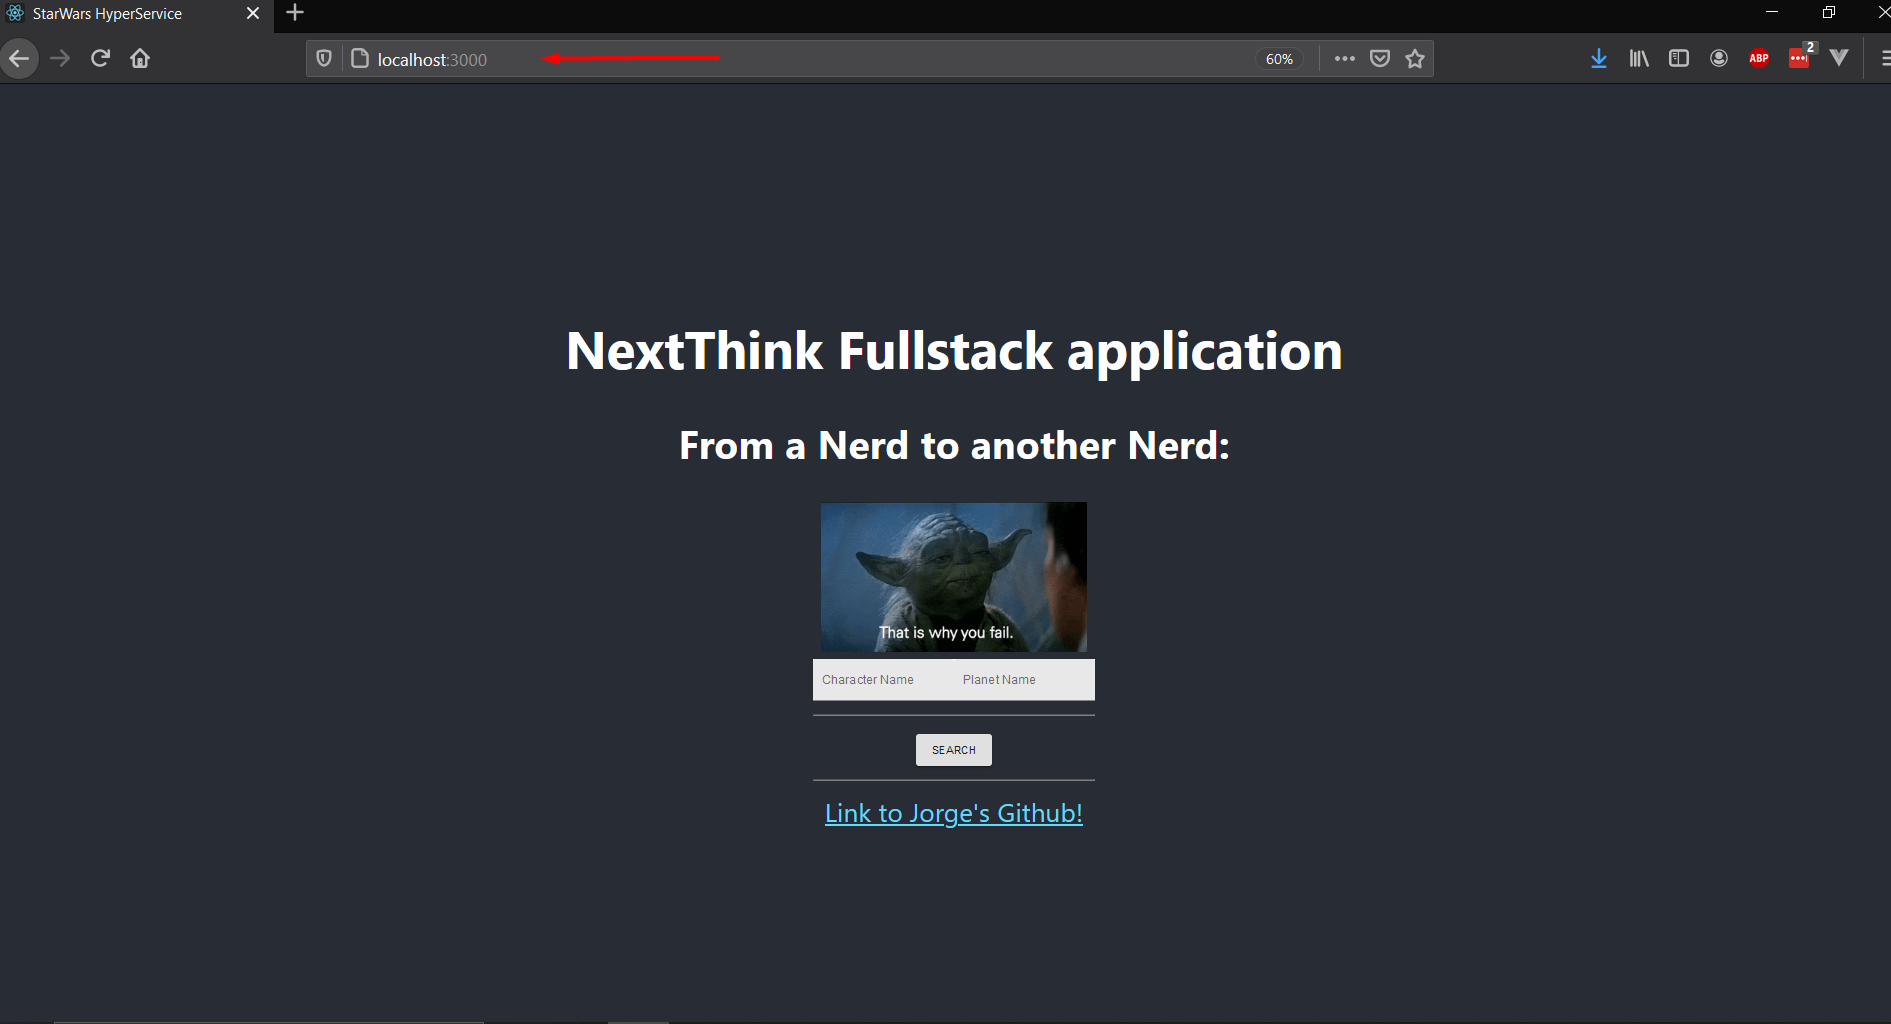 StarWars HyperService
localhost:3000
60%
ABP
2
NextThink Fullstack application
From a Nerd to another Nerd:
That is why you fail.
Character Name
Planet Name
SEARCH
Link to Jorge's Github!